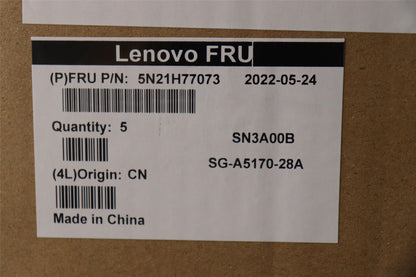 Lenovo FRU
(P)FRU P/N: 5N21H77073 2022-05-24
Quantity: 5
SN3A00B
SG-A5170-28A
(4L)Origin: CN
Made in China